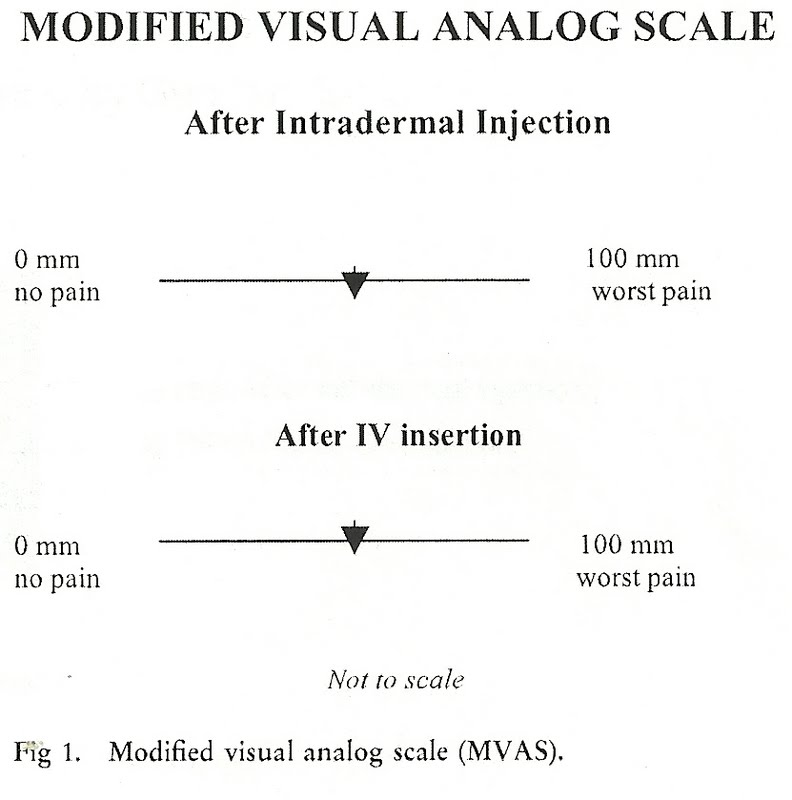 MODIFIED VISUAL ANALOG SCALE
After Intradermal Injection
0 mm
no pain
100 mm
worst pain
After IV insertion
0 mm
no pain
100 mm
worst pain
Not to scale
Fig 1. Modified visual analog scale (MVAS).